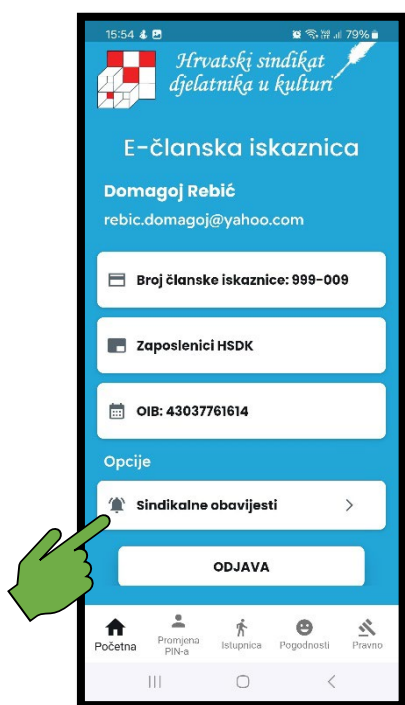 15:54
79%
Hrvatski sindikat
djelatnika u kulturi
E-članska iskaznica
Domagoj Rebić
rebic.domagoj@yahoo.com
Broj članske iskaznice: 999-009
Zaposlenici HSDK
OIB: 43037761614
Opcije
Sindikalne obavijesti
ODJAVA
Početna
Promjena
PIN-a
Istupnica
Pogodnosti
Pravno